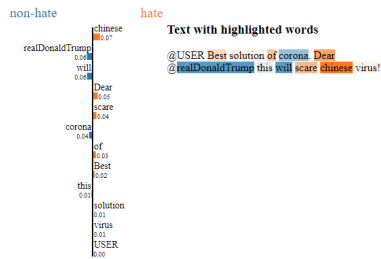 non-hate hate
chinese
0.07
realDonaldTrump
0.06
will
0.06
Dear
0.05
scare
0.04
corona
0.04
of
0.03
Best
0.02
this
0.01
solution
0.01
virus
0.01
USER
0.00
Text with highlighted words
@USER Best solution of corona. Dear
@realDonaldTrump this will scare chinese virus!